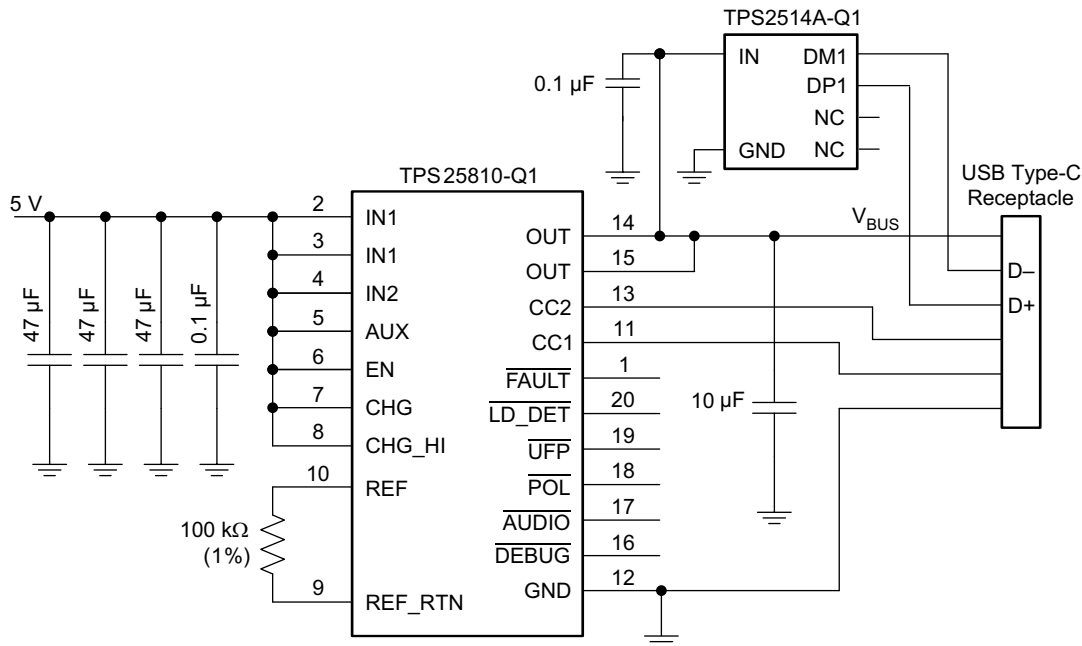 TPS2514A-Q1
IN DM1
DP1
NC
GND NC
0.1 µF
TPS25810-Q1
USB Type-C
Receptacle
5 V
47 µF
47 µF
47 µF
0.1 µF
2 IN1
3 IN1
4 IN2
5 AUX
6 EN
7 CHG
8 CHG_HI
10 REF
9 REF_RTN
100 kΩ
(1%)
OUT 14
OUT 15
CC2 13
CC1 11
FAULT 1
LD_DET 20
UFP 19
POL 18
AUDIO 17
DEBUG 16
GND 12
VBUS
10 µF
D–
D+